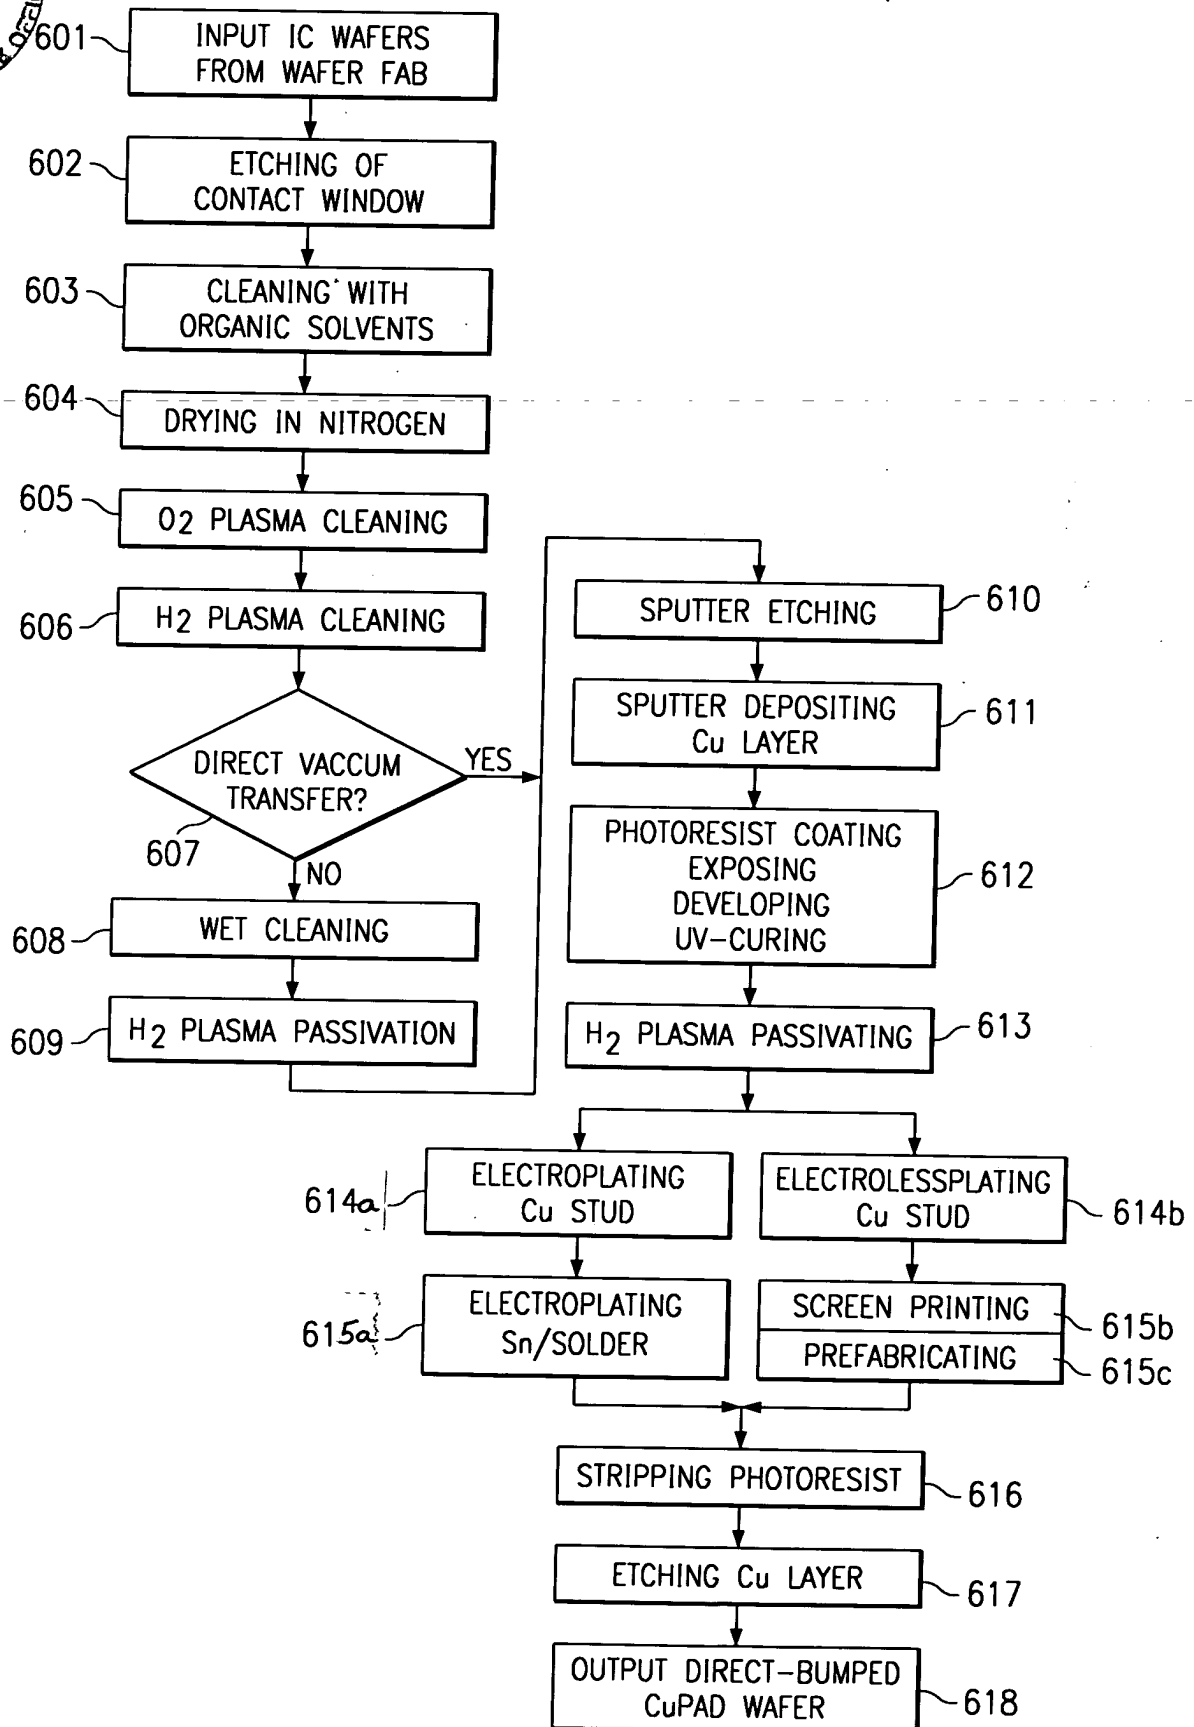 601
INPUT IC WAFERS
FROM WAFER FAB
602
ETCHING OF
CONTACT WINDOW
603
CLEANING WITH
ORGANIC SOLVENTS
604
DRYING IN NITROGEN
605
O2 PLASMA CLEANING
606
H2 PLASMA CLEANING
DIRECT VACCUM
TRANSFER?
YES
607
NO
608
WET CLEANING
609
H2 PLASMA PASSIVATION
SPUTTER ETCHING
610
SPUTTER DEPOSITING
Cu LAYER
611
PHOTORESIST COATING
EXPOSING
DEVELOPING
UV-CURING
612
H2 PLASMA PASSIVATING
613
614a
ELECTROPLATING
Cu STUD
ELECTROLESSPLATING
Cu STUD
614b
615a
ELECTROPLATING
Sn/SOLDER
SCREEN PRINTING
615b
PREFABRICATING
615c
STRIPPING PHOTORESIST
616
ETCHING Cu LAYER
617
OUTPUT DIRECT-BUMPED
CuPAD WAFER
618